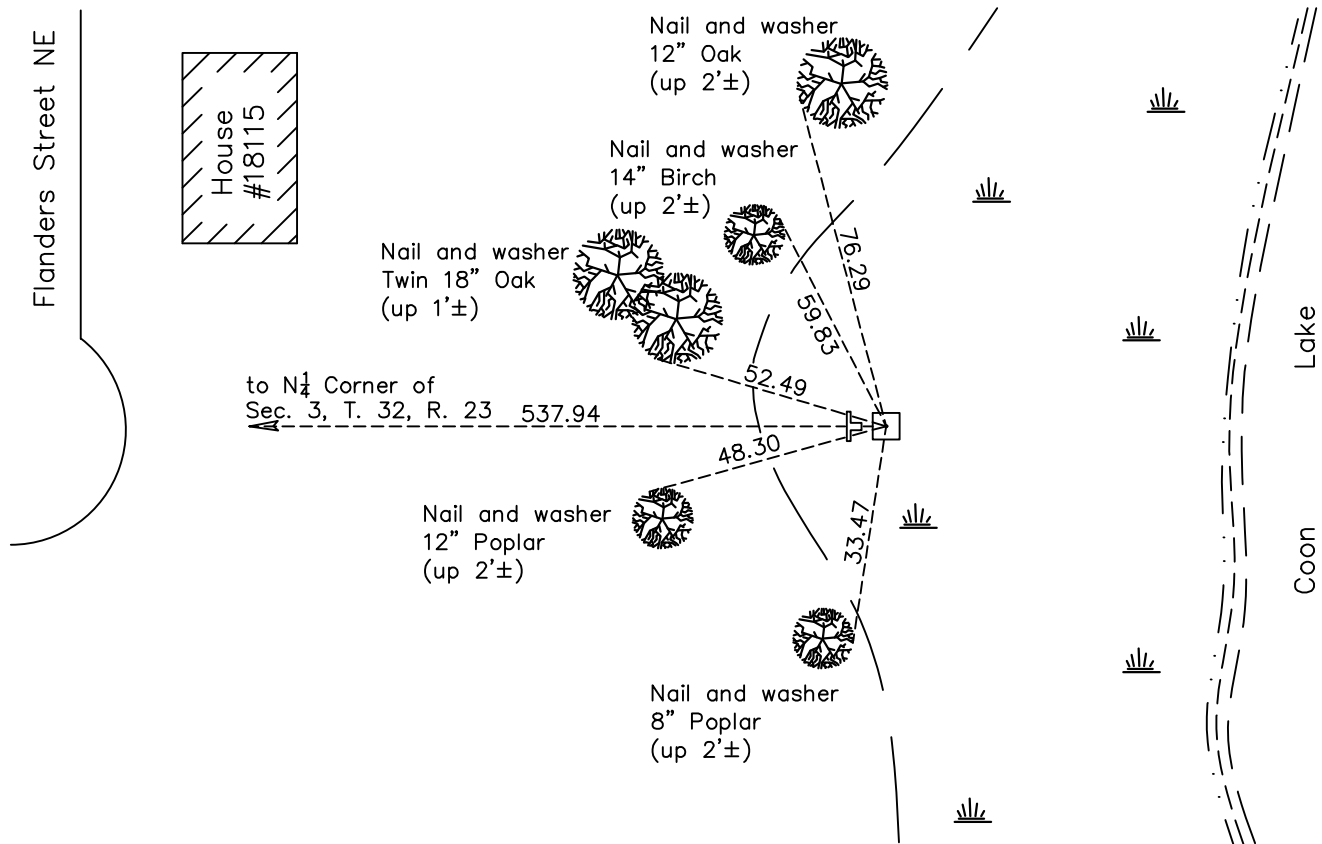 Flanders Street NE
House
#18115
Nail and washer
12" Oak
(up 2'±)
Nail and washer
14" Birch
(up 2'±)
Nail and washer
Twin 18" Oak
(up 1'±)
76.29
59.83
52.49
to N1/4 Corner of
Sec. 3, T. 32, R. 23 537.94
48.30
33.47
Nail and washer
12" Poplar
(up 2'±)
Nail and washer
8" Poplar
(up 2'±)
Coon Lake